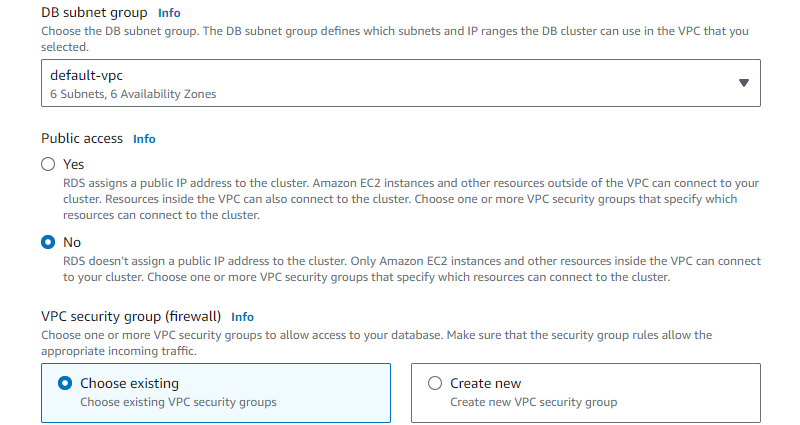 DB subnet group Info
Choose the DB subnet group. The DB subnet group defines which subnets and IP ranges the DB cluster can use in the VPC that you
selected.
default-vpc
6 Subnets, 6 Availability Zones
Public access Info
Yes
RDS assigns a public IP address to the cluster. Amazon EC2 instances and other resources outside of the VPC can connect to your
cluster. Resources inside the VPC can also connect to the cluster. Choose one or more VPC security groups that specify which
resources can connect to the cluster.
No
RDS doesn't assign a public IP address to the cluster. Only Amazon EC2 instances and other resources inside the VPC can connect
to your cluster. Choose one or more VPC security groups that specify which resources can connect to the cluster.
VPC security group (firewall) Info
Choose one or more VPC security groups to allow access to your database. Make sure that the security group rules allow the
appropriate incoming traffic.
Choose existing
Choose existing VPC security groups
Create new
Create new VPC security group